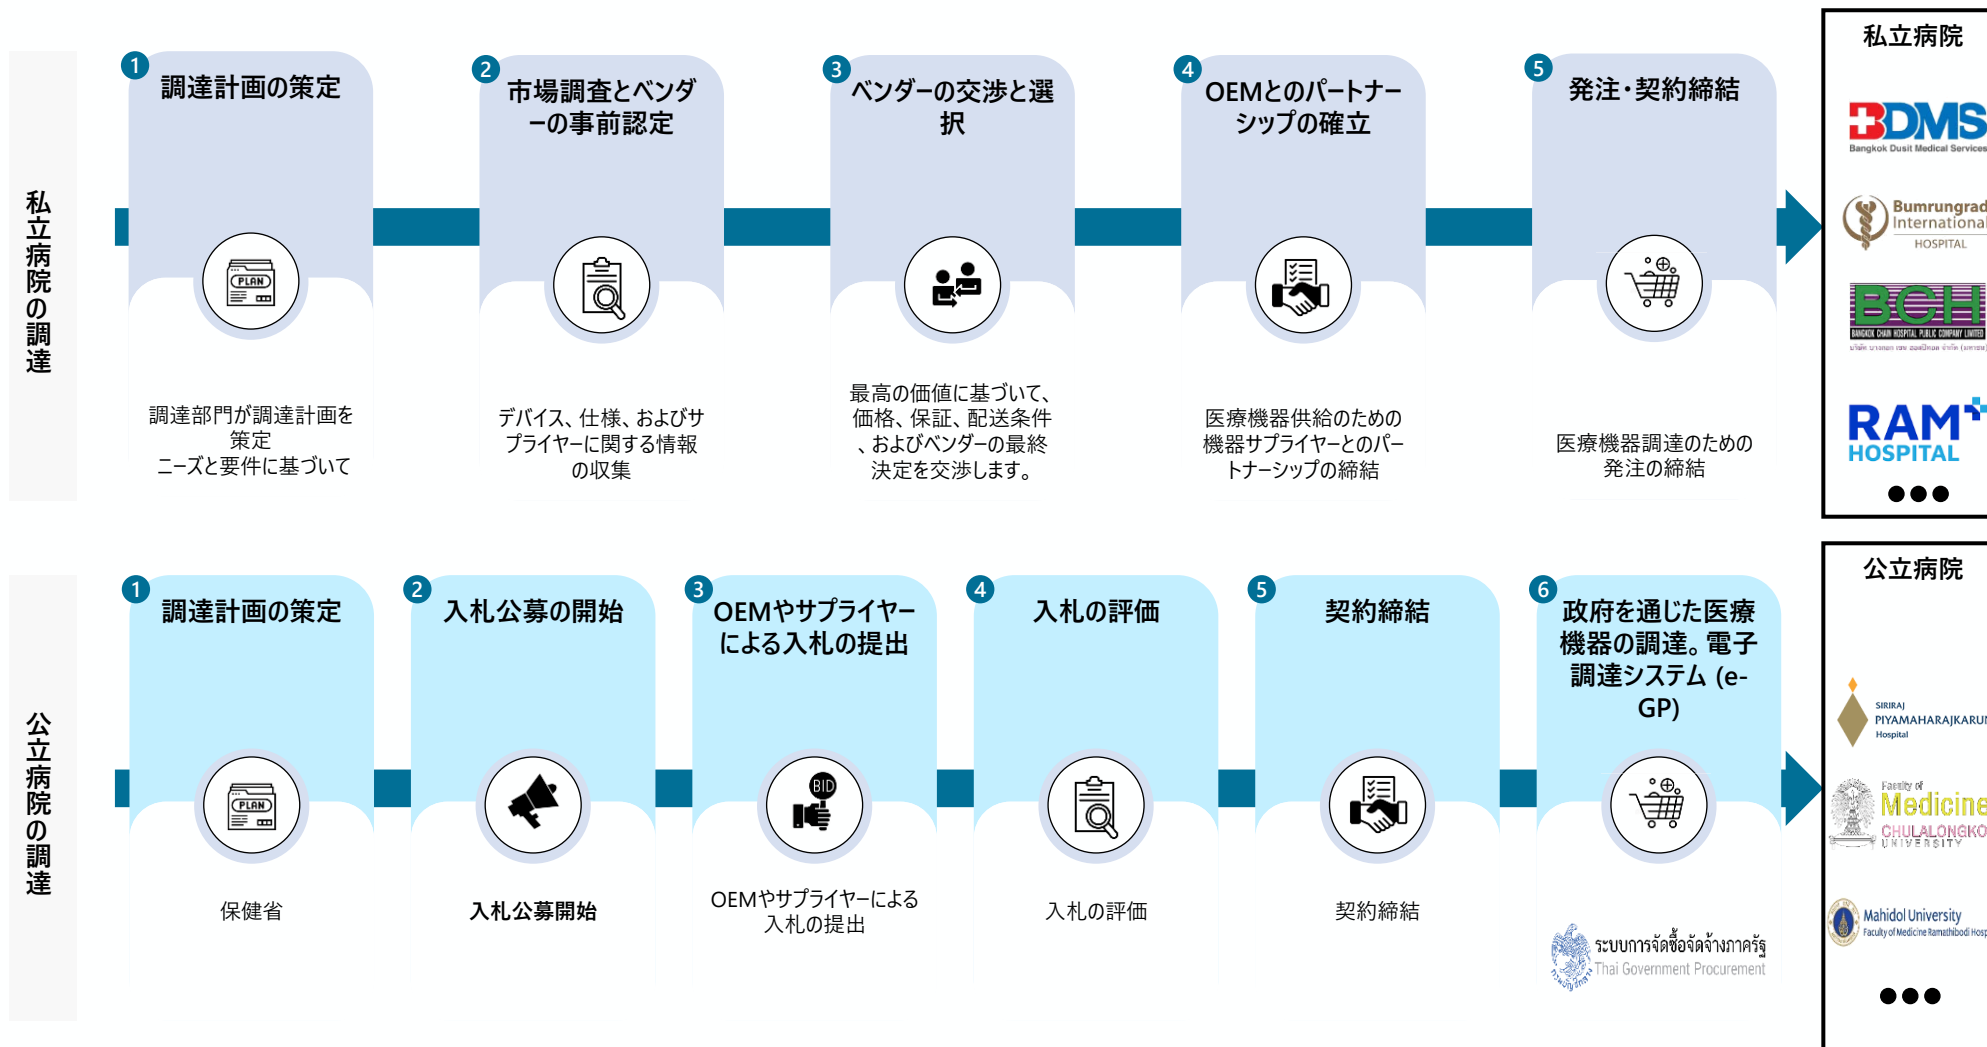 私立病院の調達
1
調達計画の策定
PLAN
調達部門が調達計画を
策定
ニーズと要件に基づいて
2
市場調査とベンダ
ーの事前認定
デバイス、仕様、およびサ
プライヤーに関する情報
の収集
3
ベンダーの交渉と選
択
最高の価値に基づいて、
価格、保証、配送条件
、およびベンダーの最終
決定を交渉します。
4
OEMとのパートナー
シップの確立
医療機器供給のための
機器サプライヤーとのパー
トナーシップの締結
5
発注・契約締結
医療機器調達のための
発注の締結
私立病院
BDMS
Bangkok Dusit Medical Services
Bumrungrad
International
HOSPITAL
BCH
BANGKOK CHAIN HOSPITAL PUBLIC COMPANY LIMITED
RAM
HOSPITAL
公立病院の調達
1
調達計画の策定
PLAN
保健省
2
入札公募の開始
入札公募開始
3
OEMやサプライヤー
による入札の提出
BID
OEMやサプライヤーによる
入札の提出
4
入札の評価
入札の評価
5
契約締結
契約締結
6
政府を通じた医療
機器の調達。電子
調達システム (e-
GP)
ระบบการจัดซื้อจัดจ้างภาครัฐ
Thai Government Procurement
公立病院
SIRIRAJ
PIYAMAHARAJKARUN
Hospital
Faculty of
Medicine
CHULALONGKO
UNIVERSITY
Mahidol University
Faculty of Medicine Ramathibodi Hosp